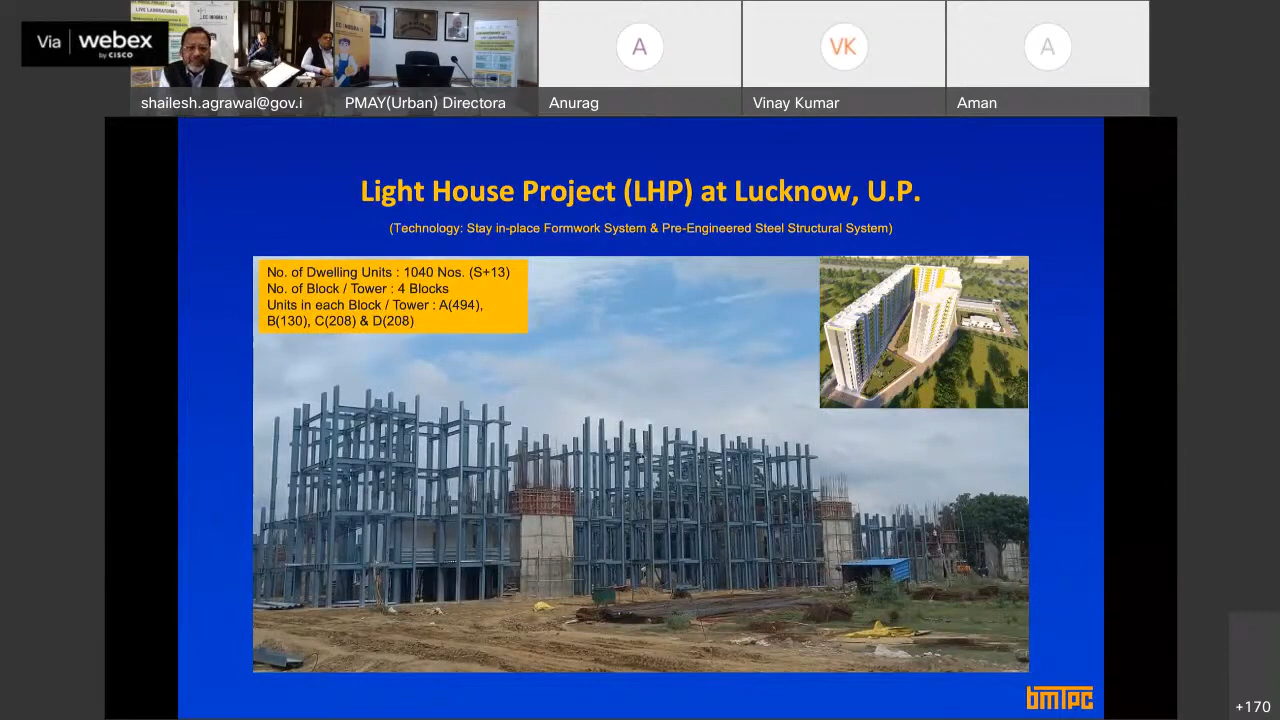 Via webex
by CISCO
LIVE LABORATORIES
shailesh.agrawal@gov.i
PMAY(Urban) Directora
A
Anurag
VK
Vinay Kumar
A
Aman
Light House Project (LHP) at Lucknow, U.P.
(Technology: Stay in-place Formwork System & Pre-Engineered Steel Structural System)
No. of Dwelling Units : 1040 Nos. (S+13)
No. of Block / Tower : 4 Blocks
Units in each Block / Tower : A(494),
B(130), C(208) & D(208)
bmTPC
+170